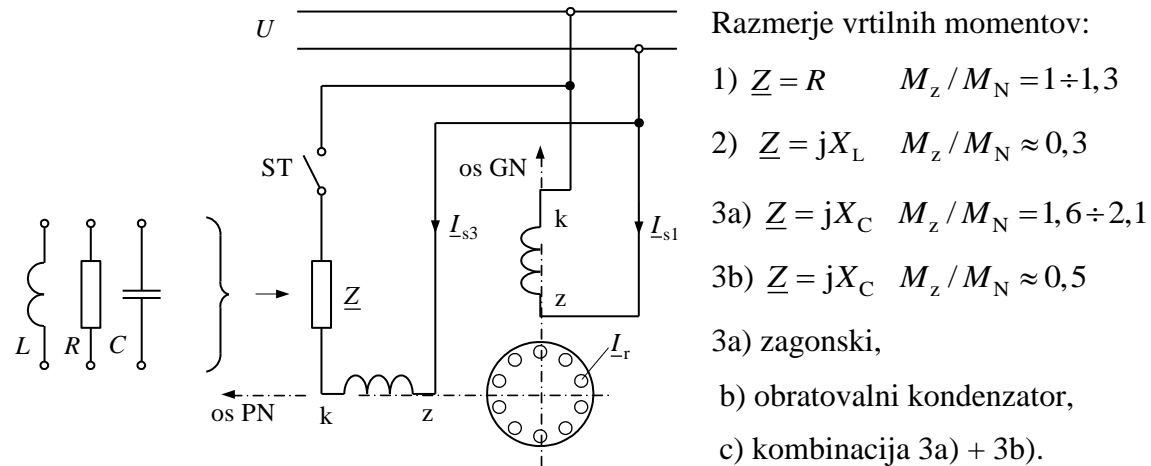 U
ST
os GN
k
z
I_s3
I_s1
Z
L R C
I_r
os PN
k
z
Razmerje vrtilnih momentov:
1) Z = R M_z / M_N = 1 ÷ 1,3
2) Z = jX_L M_z / M_N ≈ 0,3
3a) Z = jX_C M_z / M_N = 1,6 ÷ 2,1
3b) Z = jX_C M_z / M_N ≈ 0,5
3a) zagonski,
b) obratovalni kondenzator,
c) kombinacija 3a) + 3b).